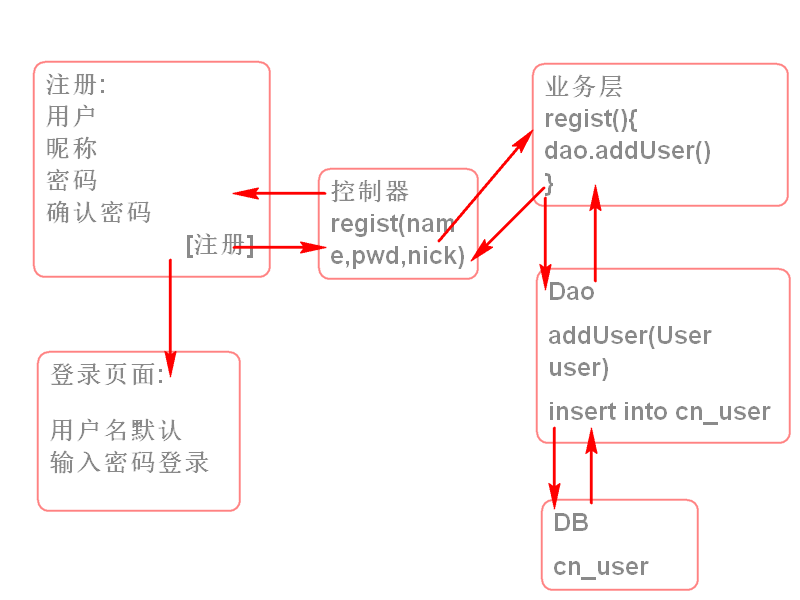 注册:
用户
昵称
密码
确认密码
[注册]
控制器
regist(nam
e,pwd,nick)
业务层
regist(){
dao.addUser()
}
Dao
addUser(User
user)
insert into cn_user
DB
cn_user
登录页面:
用户名默认
输入密码登录